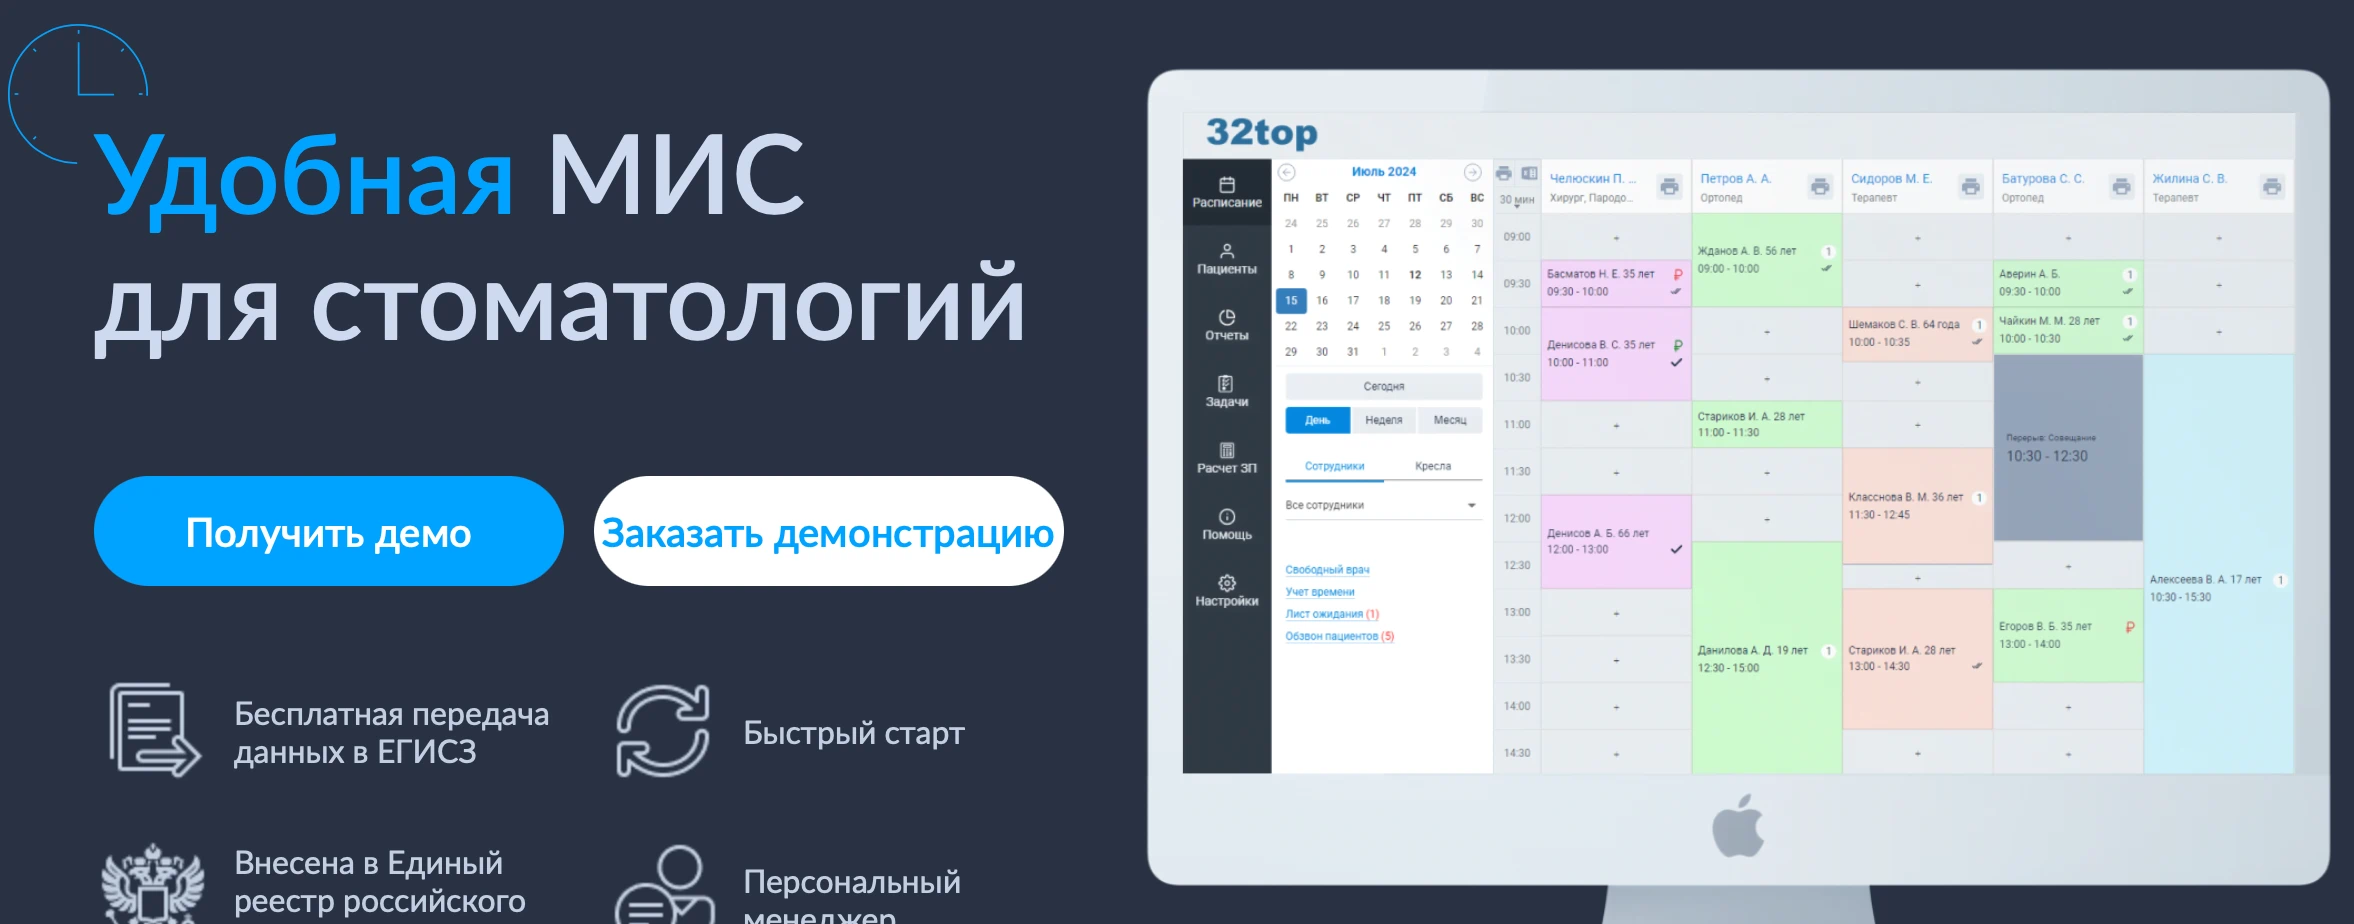 Удобная МИС
для стоматологий
Получить демо
Заказать демонстрацию
Бесплатная передача
данных в ЕГИСЗ
Быстрый старт
Внесена в Единый
реестр российского
Персональный
менеджер
32top
Расписание
Пациенты
Отчеты
Задачи
Расчет ЗП
Помощь
Настройки
Июль 2024
ПН ВТ СР ЧТ ПТ СБ ВС
24 25 26 27 28 29 30
1 2 3 4 5 6 7
8 9 10 11 12 13 14
15 16 17 18 19 20 21
22 23 24 25 26 27 28
29 30 31 1 2 3 4
Сегодня
День Неделя Месяц
Сотрудники Кресла
Все сотрудники
Свободный врач
Учет времени
Лист ожидания (1)
Обзвон пациентов (5)
30 мин
09:00
09:30
10:00
10:30
11:00
11:30
12:00
12:30
13:00
13:30
14:00
14:30
Челюскин П. ...
Хирург, Пародо...
+
Басматов Н. Е. 35 лет ₽
09:30 - 10:00
Денисова В. С. 35 лет ₽
10:00 - 11:00
+
+
Денисов А. Б. 66 лет
12:00 - 13:00
+
+
+
+
Петров А. А.
Ортопед
Жданов А. В. 56 лет 1
09:00 - 10:00
+
+
Стариков И. А. 28 лет
11:00 - 11:30
+
+
Данилова А. Д. 19 лет 1
12:30 - 15:00
Сидоров М. Е.
Терапевт
+
+
Шемаков С. В. 64 года 1
10:00 - 10:35
+
+
Класснова В. М. 36 лет 1
11:30 - 12:45
+
Стариков И. А. 28 лет
13:00 - 14:30
+
Батурова С. С.
Ортопед
+
Аверин А. Б. 1
09:30 - 10:00
Чайкин М. М. 28 лет 1
10:00 - 10:30
Перерыв: Совещание
10:30 - 12:30
+
Егоров В. Б. 35 лет ₽
13:00 - 14:00
+
+
Жилина С. В.
Терапевт
+
+
+
Алексеева В. А. 17 лет 1
10:30 - 15:30